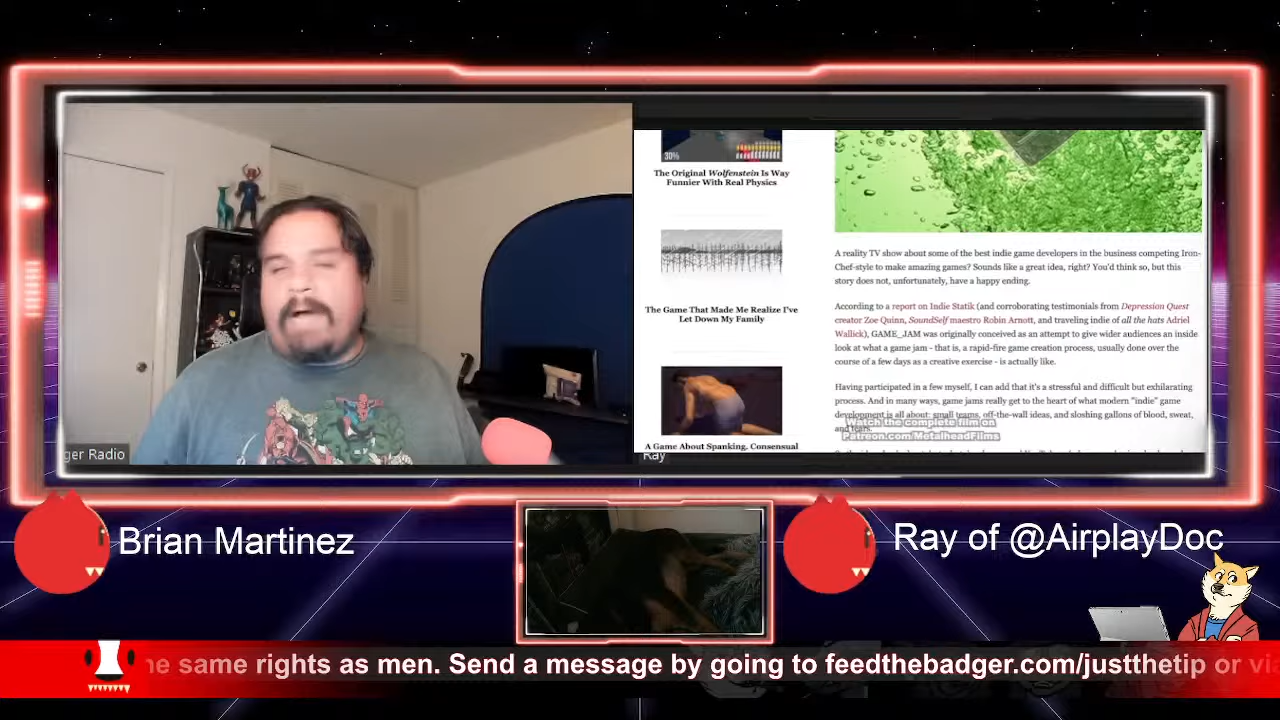 30%
The Original Wolfenstein Is Way
Funnier With Real Physics
The Game That Made Me Realize I've
Let Down My Family
A Game About Spanking, Consensual
A reality TV show about some of the best indie game developers in the business competing Iron-
Chef-style to make amazing games? Sounds like a great idea, right? You'd think so, but this
story does not, unfortunately, have a happy ending.
According to a report on Indie Statik (and corroborating testimonials from Depression Quest
creator Zoe Quinn, SoundSelf maestro Robin Arnott, and traveling indie of all the hats Adriel
Wallick), GAME_JAM was originally conceived as an attempt to give wider audiences an inside
look at what a game jam - that is, a rapid-fire game creation process, usually done over the
course of a few days as a creative exercise - is actually like.
Having participated in a few myself, I can add that it's a stressful and difficult but exhilarating
process. And in many ways, game jams really get to the heart of what modern "indie" game
development is all about: small teams, off-the-wall ideas, and sloshing gallons of blood, sweat,
and tears.
Watch the complete film on
Patreon.com/MetalheadFilms
ger Radio
Ray
Brian Martinez
Ray of @AirplayDoc
he same rights as men. Send a message by going to feedthebadger.com/justthetip or vi